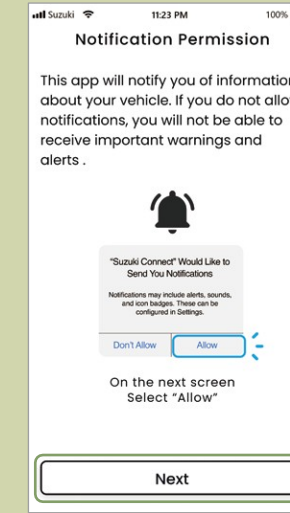 Suzuki 11:23 PM 100%
Notification Permission
This app will notify you of information
about your vehicle. If you do not allo
notifications, you will not be able to
receive important warnings and
alerts .
"Suzuki Connect" Would Like to
Send You Notifications
Notifications may include alerts, sounds,
and icon badges. These can be
configured in Settings.
Don't Allow Allow
On the next screen
Select "Allow"
Next